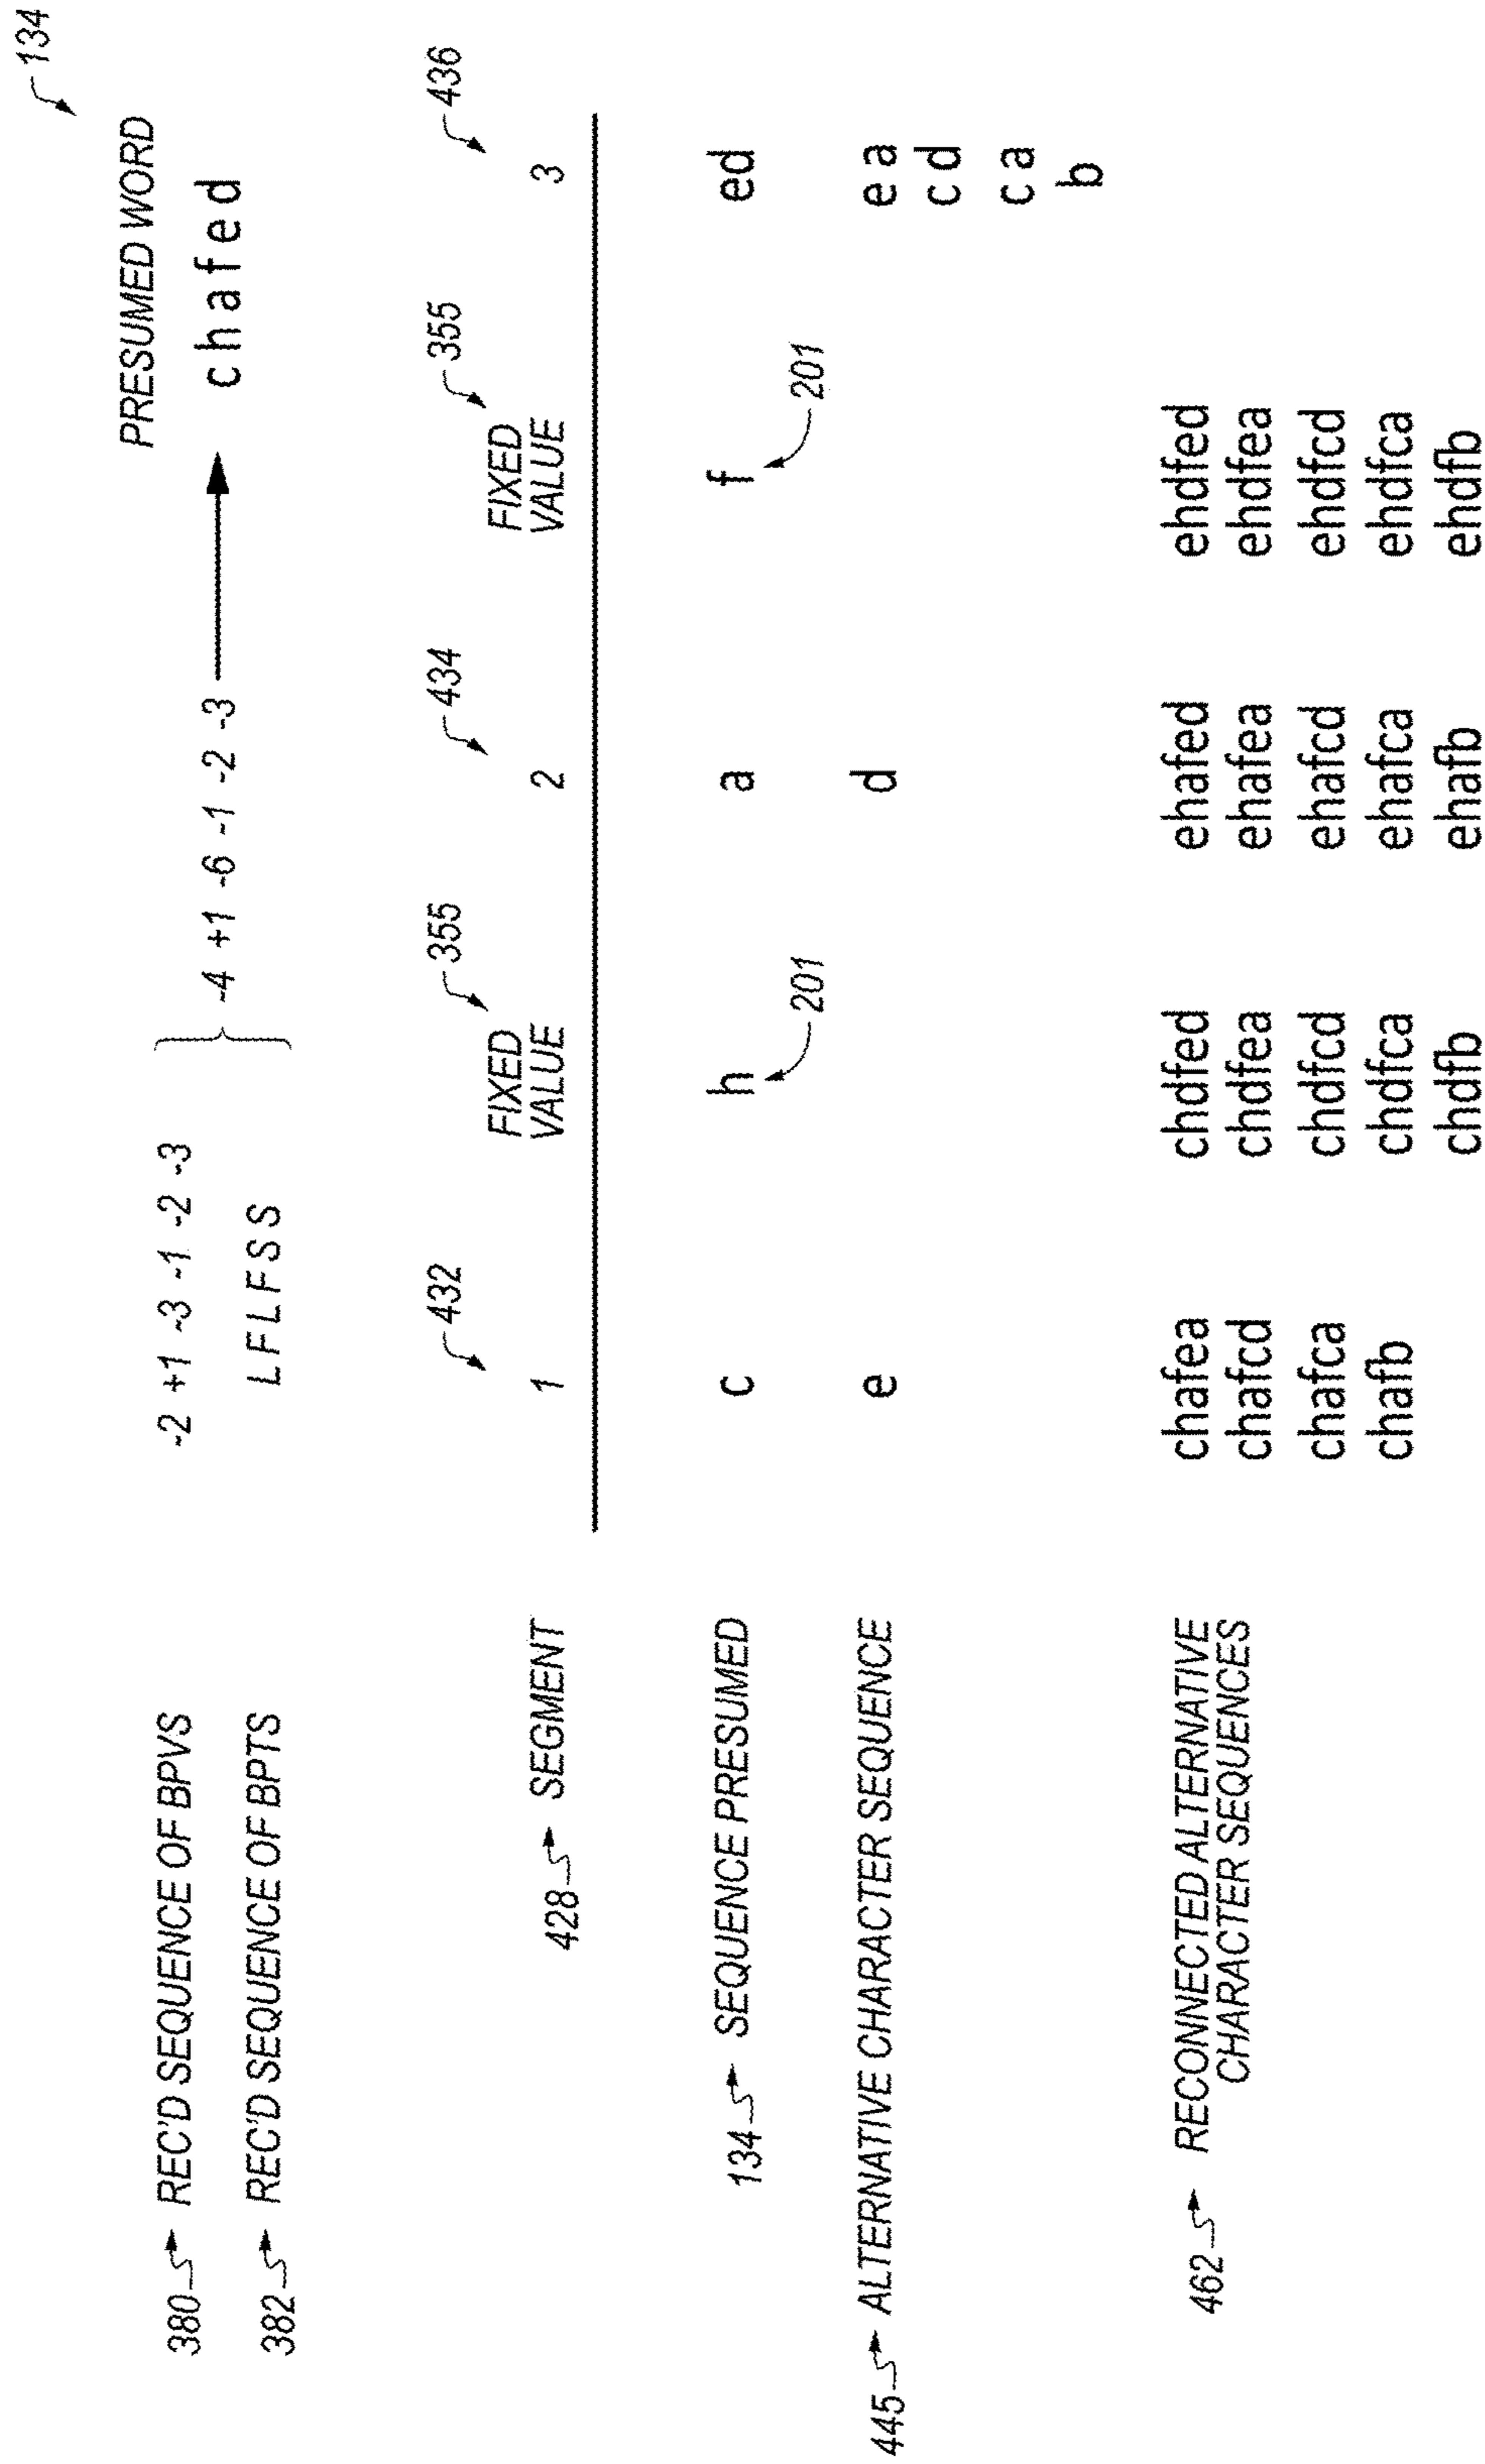 134
PRESUMED WORD
380 REC'D SEQUENCE OF BPVS -2 +1 -3 -1 -2 -3
-4 +1 -6 -1 -2 -3 c h a f e d
382 REC'D SEQUENCE OF BPTS L F L F S S
432 355 434 355 436
428 SEGMENT 1 FIXED VALUE 2 FIXED VALUE 3
134 SEQUENCE PRESUMED c h a f ed
201 201
445 ALTERNATIVE CHARACTER SEQUENCE e d e a
c d
c a
b
462 RECONNECTED ALTERNATIVE chafea chdfed ehafed ehdfed
CHARACTER SEQUENCES chafcd chdfea ehafea ehdfea
chafca chdfcd ehafcd ehdfcd
chafb chdfca ehafca ehdfca
chdfb ehafb ehdfb